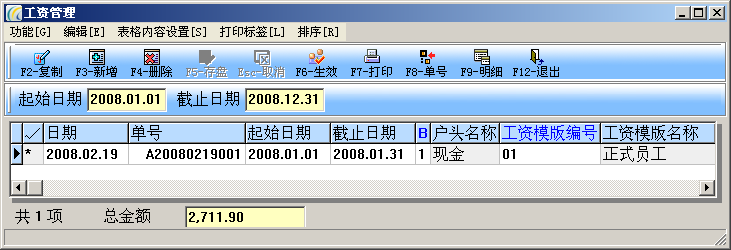 工资管理
功能[G] 编辑[E] 表格内容设置[S] 打印标签[L] 排序[R]
F2-复制 F3-新增 F4-删除 F5-存盘 Esc-取消 F6-生效 F7-打印 F8-单号 F9-明细 F12-退出
起始日期 2008.01.01 截止日期 2008.12.31
日期 单号 起始日期 截止日期 B 户头名称 工资模版编号 工资模版名称
* 2008.02.19 A20080219001 2008.01.01 2008.01.31 1 现金 01 正式员工
共 1 项 总金额 2,711.90